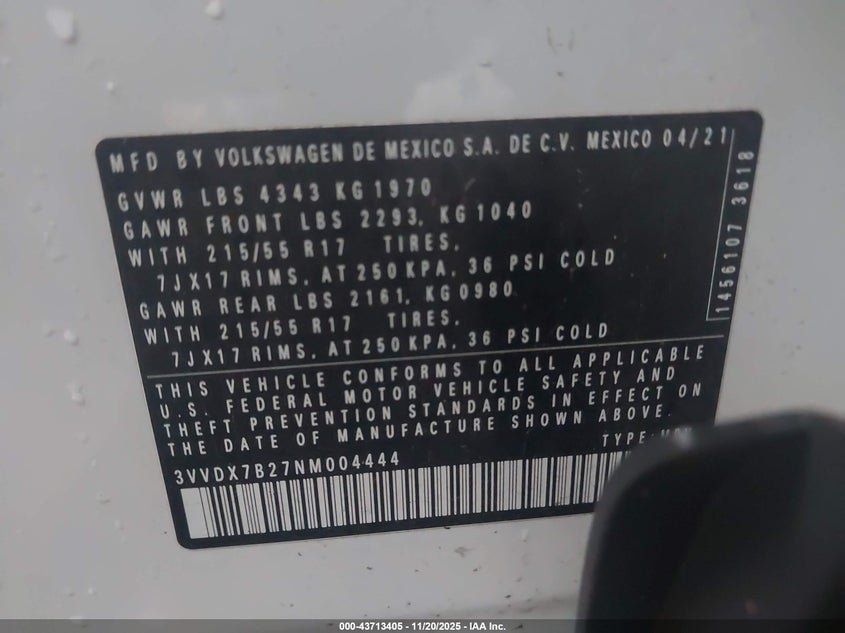 MFD BY VOLKSWAGEN DE MEXICO S.A. DE C.V. MEXICO 04/21
GVWR LBS 4343 KG 1970
GAWR FRONT LBS 2293, KG 1040
WITH 215/55 R17 TIRES,
7JX17 RIMS, AT 250 KPA, 36 PSI COLD
GAWR REAR LBS 2161, KG 0980
WITH 215/55 R17 TIRES,
7JX17 RIMS, AT 250 KPA, 36 PSI COLD
THIS VEHICLE CONFORMS TO ALL APPLICABLE
U.S. FEDERAL MOTOR VEHICLE SAFETY AND
THEFT PREVENTION STANDARDS IN EFFECT ON
THE DATE OF MANUFACTURE SHOWN ABOVE.
TYPE:
3VVDX7B27NM004444
1456107 3618
000-43713405 | 11/20/2025 - IAA Inc.